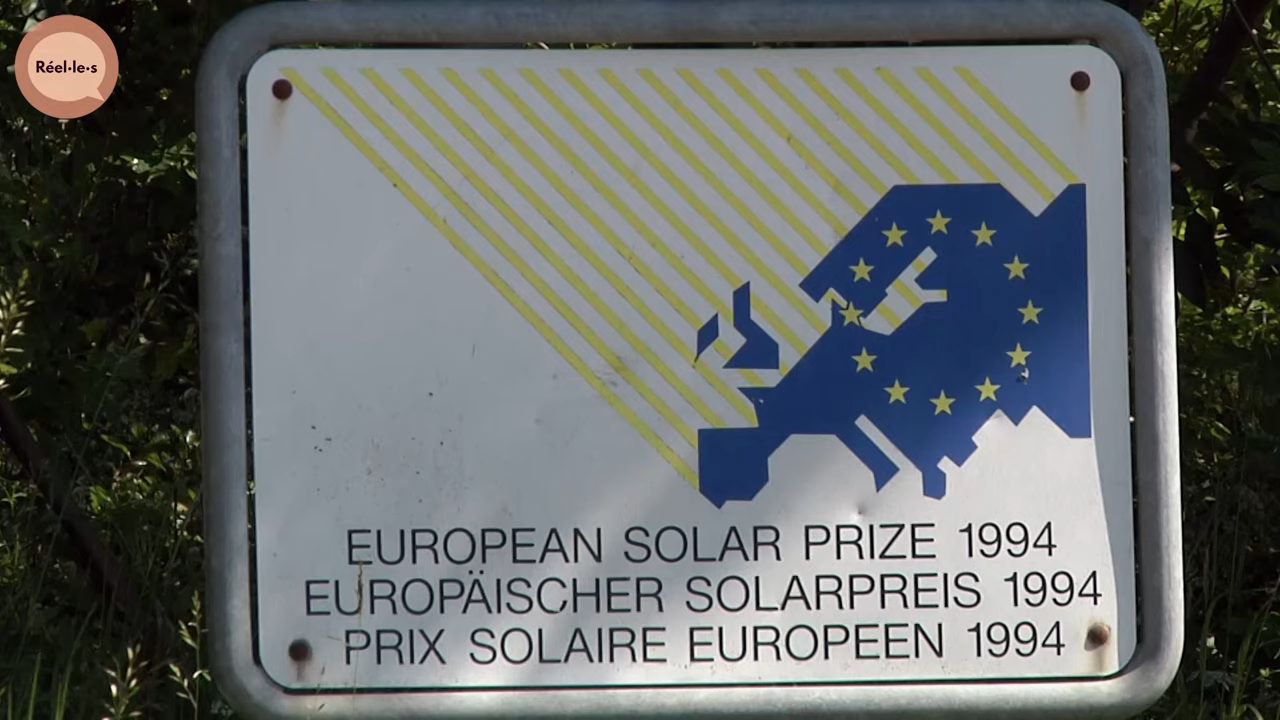 Réel·le·s
EUROPEAN SOLAR PRIZE 1994
EUROPÄISCHER SOLARPREIS 1994
PRIX SOLAIRE EUROPEEN 1994